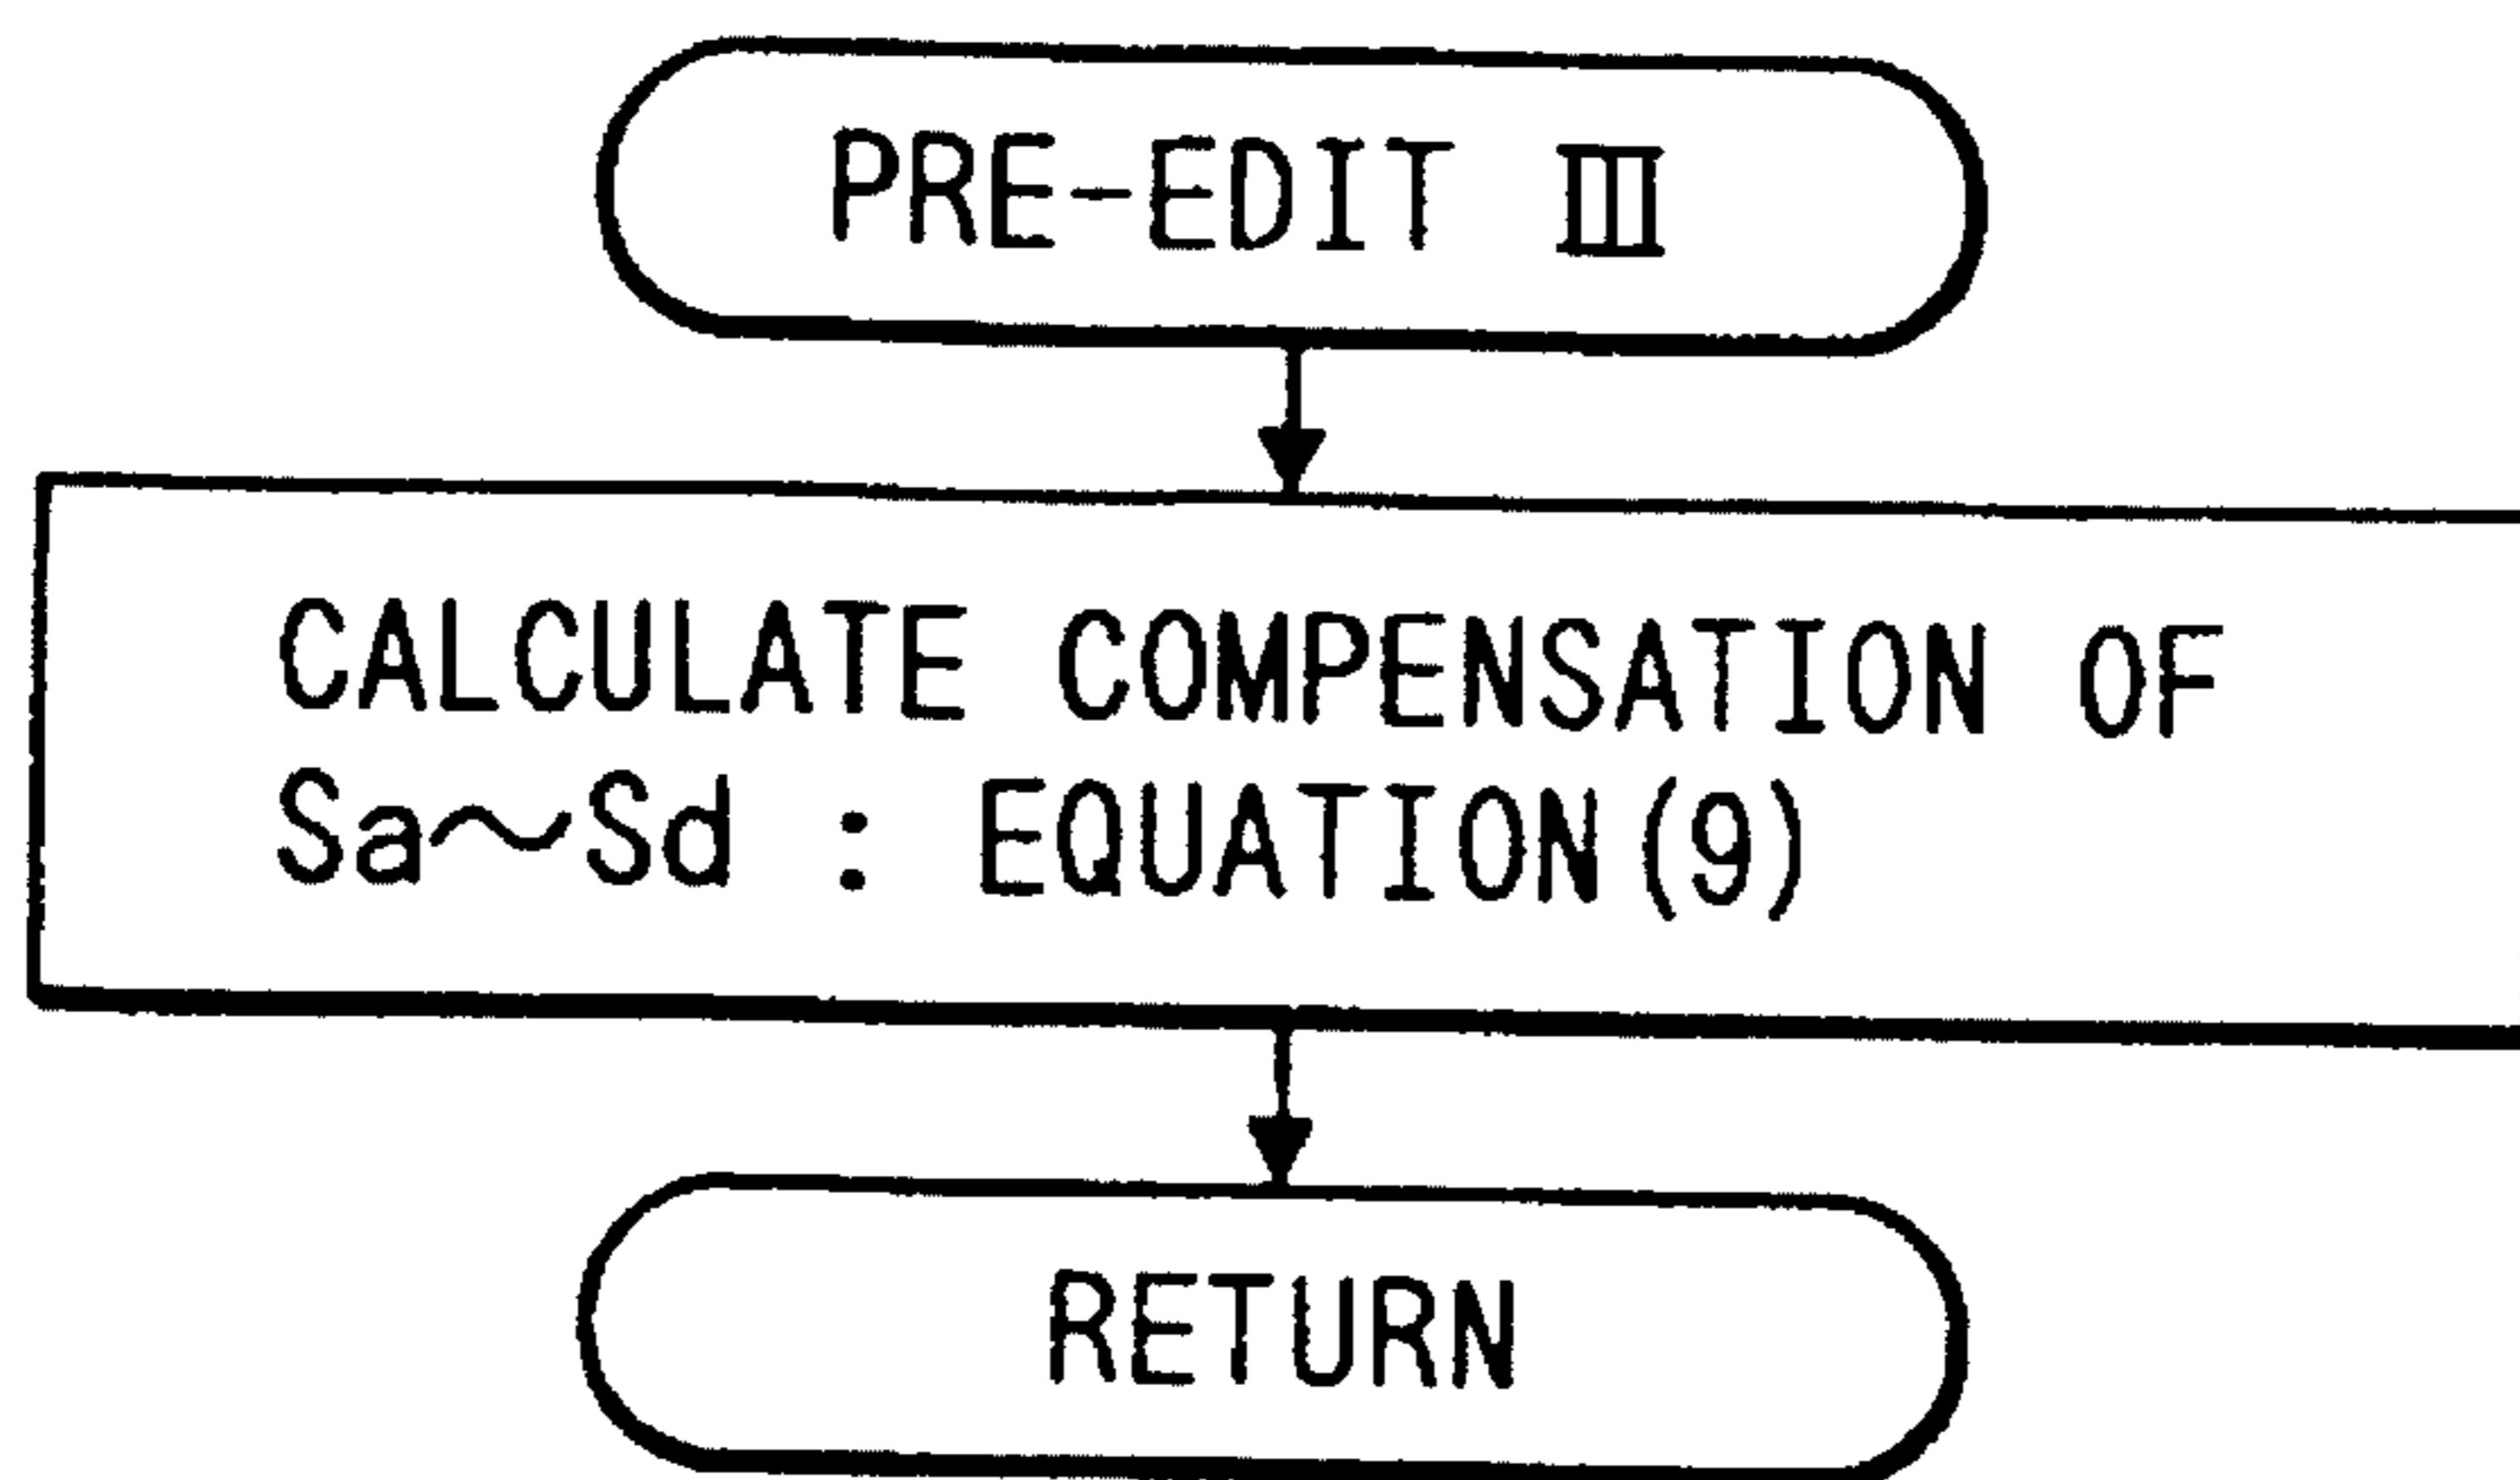 PRE-EDIT III
CALCULATE COMPENSATION OF
Sa~Sd : EQUATION(9)
RETURN